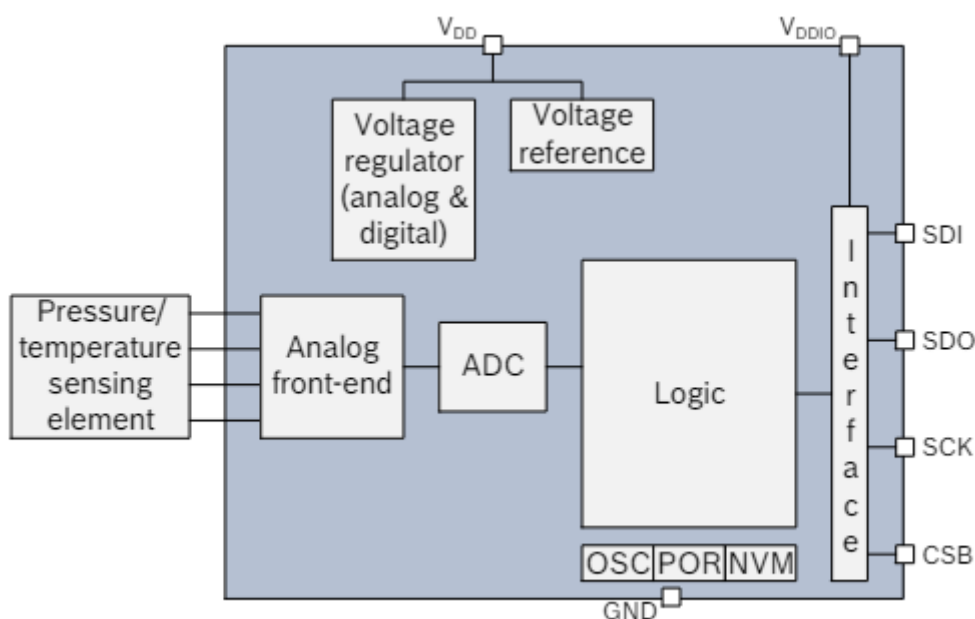 VDD
VDDIO
Voltage
regulator
(analog &
digital)
Voltage
reference
Pressure/
temperature
sensing
element
Analog
front-end
ADC
Logic
Interface
SDI
SDO
SCK
CSB
OSC POR NVM
GND